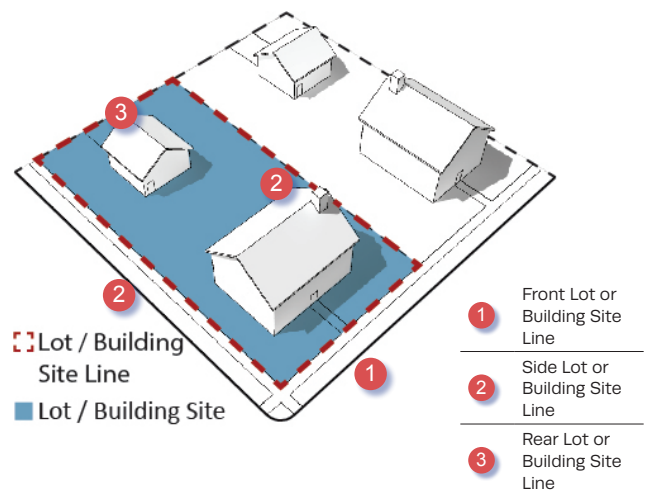 3
2
2
1
Lot / Building
Site Line
Lot / Building Site
1
Front Lot or
Building Site
Line
2
Side Lot or
Building Site
Line
3
Rear Lot or
Building Site
Line